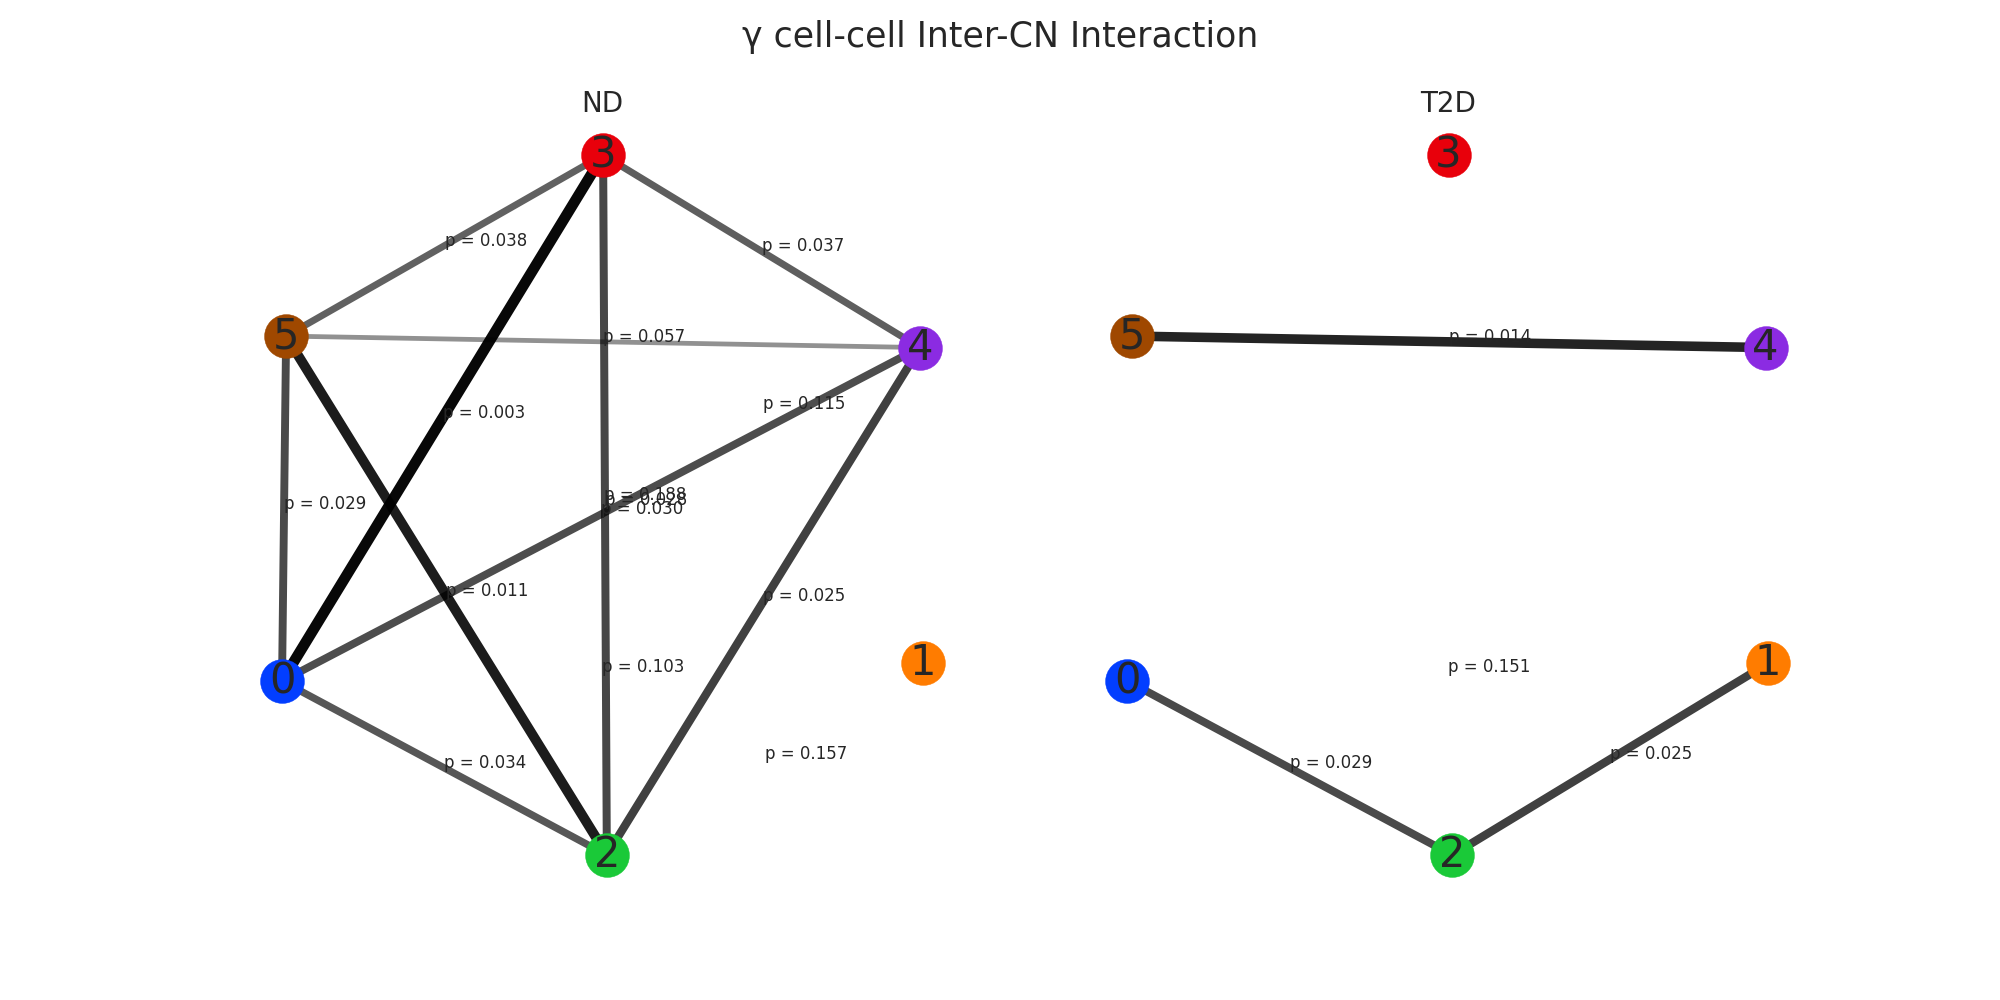 γ cell-cell Inter-CN Interaction
ND
T2D
3
3
p = 0.038
p = 0.037
5
p = 0.057
4
5
p = 0.014
4
p = 0.003
p = 0.115
p = 0.188
p = 0.028
p = 0.029
p = 0.030
p = 0.011
p = 0.025
0
p = 0.103
1
0
p = 0.151
1
p = 0.034
p = 0.157
p = 0.029
p = 0.025
2
2